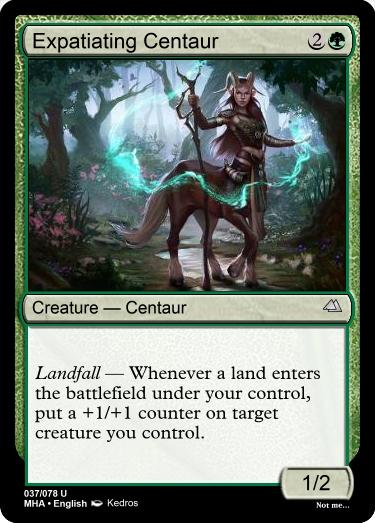 Expatiating Centaur 2
Creature — Centaur
Landfall — Whenever a land enters
the battlefield under your control,
put a +1/+1 counter on target
creature you control.
1/2
037/078 U
MHA • English Kedros
Not me...